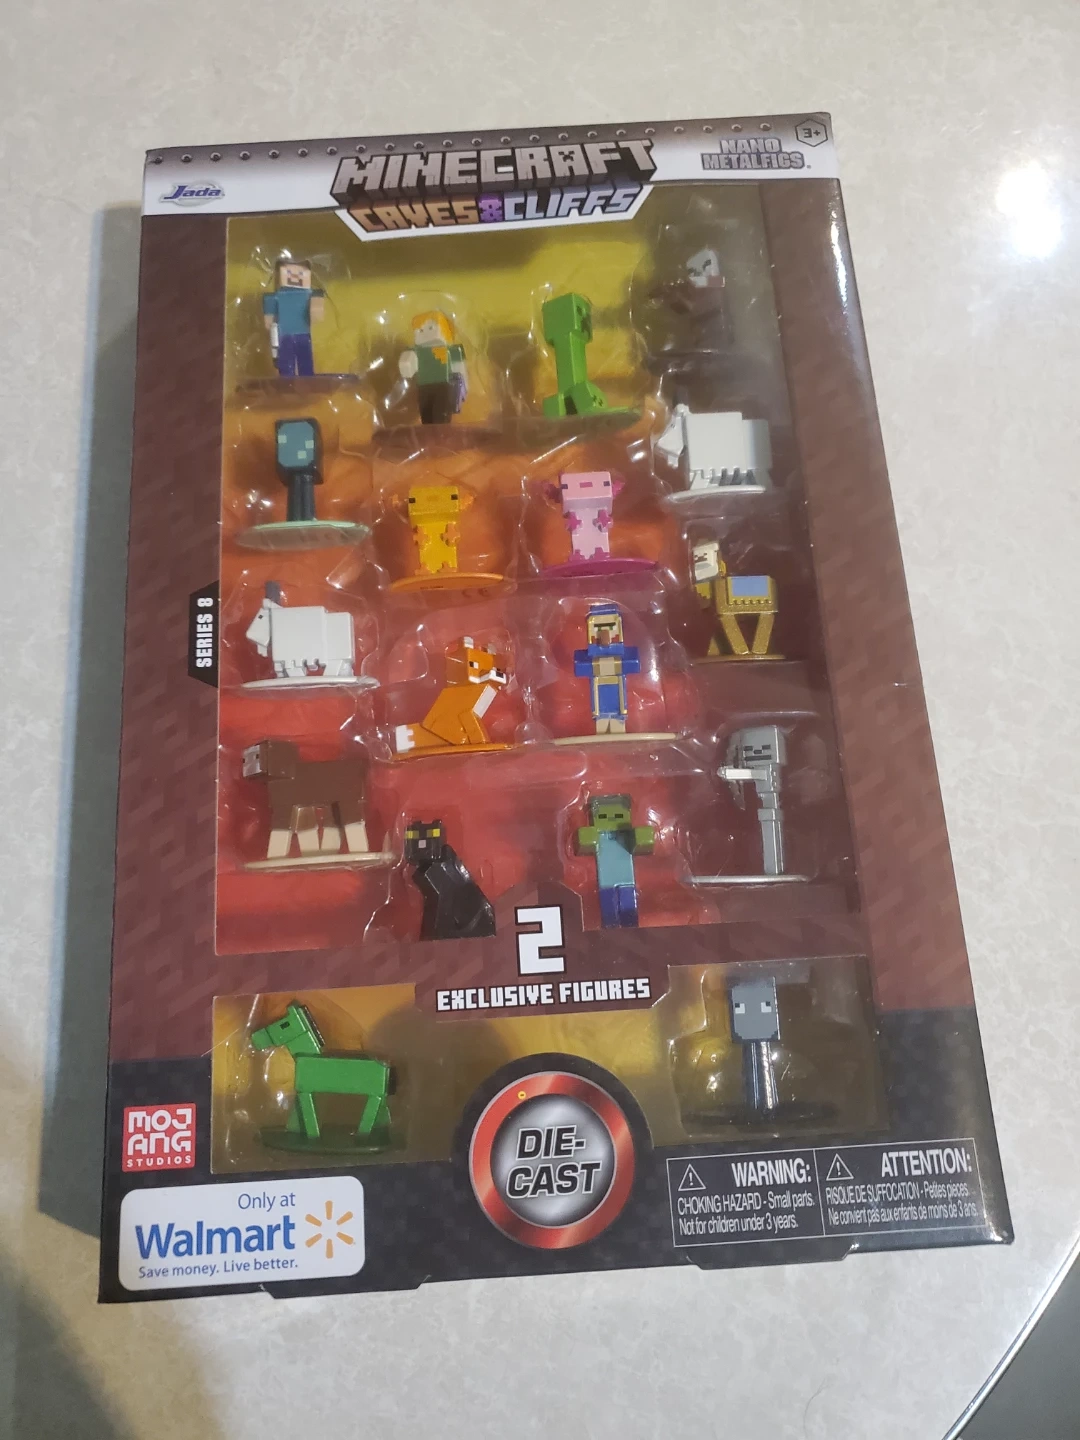 3+
Jada
MINECRAFT
CAVES & CLIFFS
NANO
METALFIGS
SERIES 8
2
EXCLUSIVE FIGURES
MOJ
ANG
STUDIOS
DIE-
CAST
WARNING:
CHOKING HAZARD - Small parts.
Not for children under 3 years.
ATTENTION:
RISQUE DE SUFFOCATION - Petites pièces.
Ne convient pas aux enfants de moins de 3 ans.
Only at
Walmart
Save money. Live better.